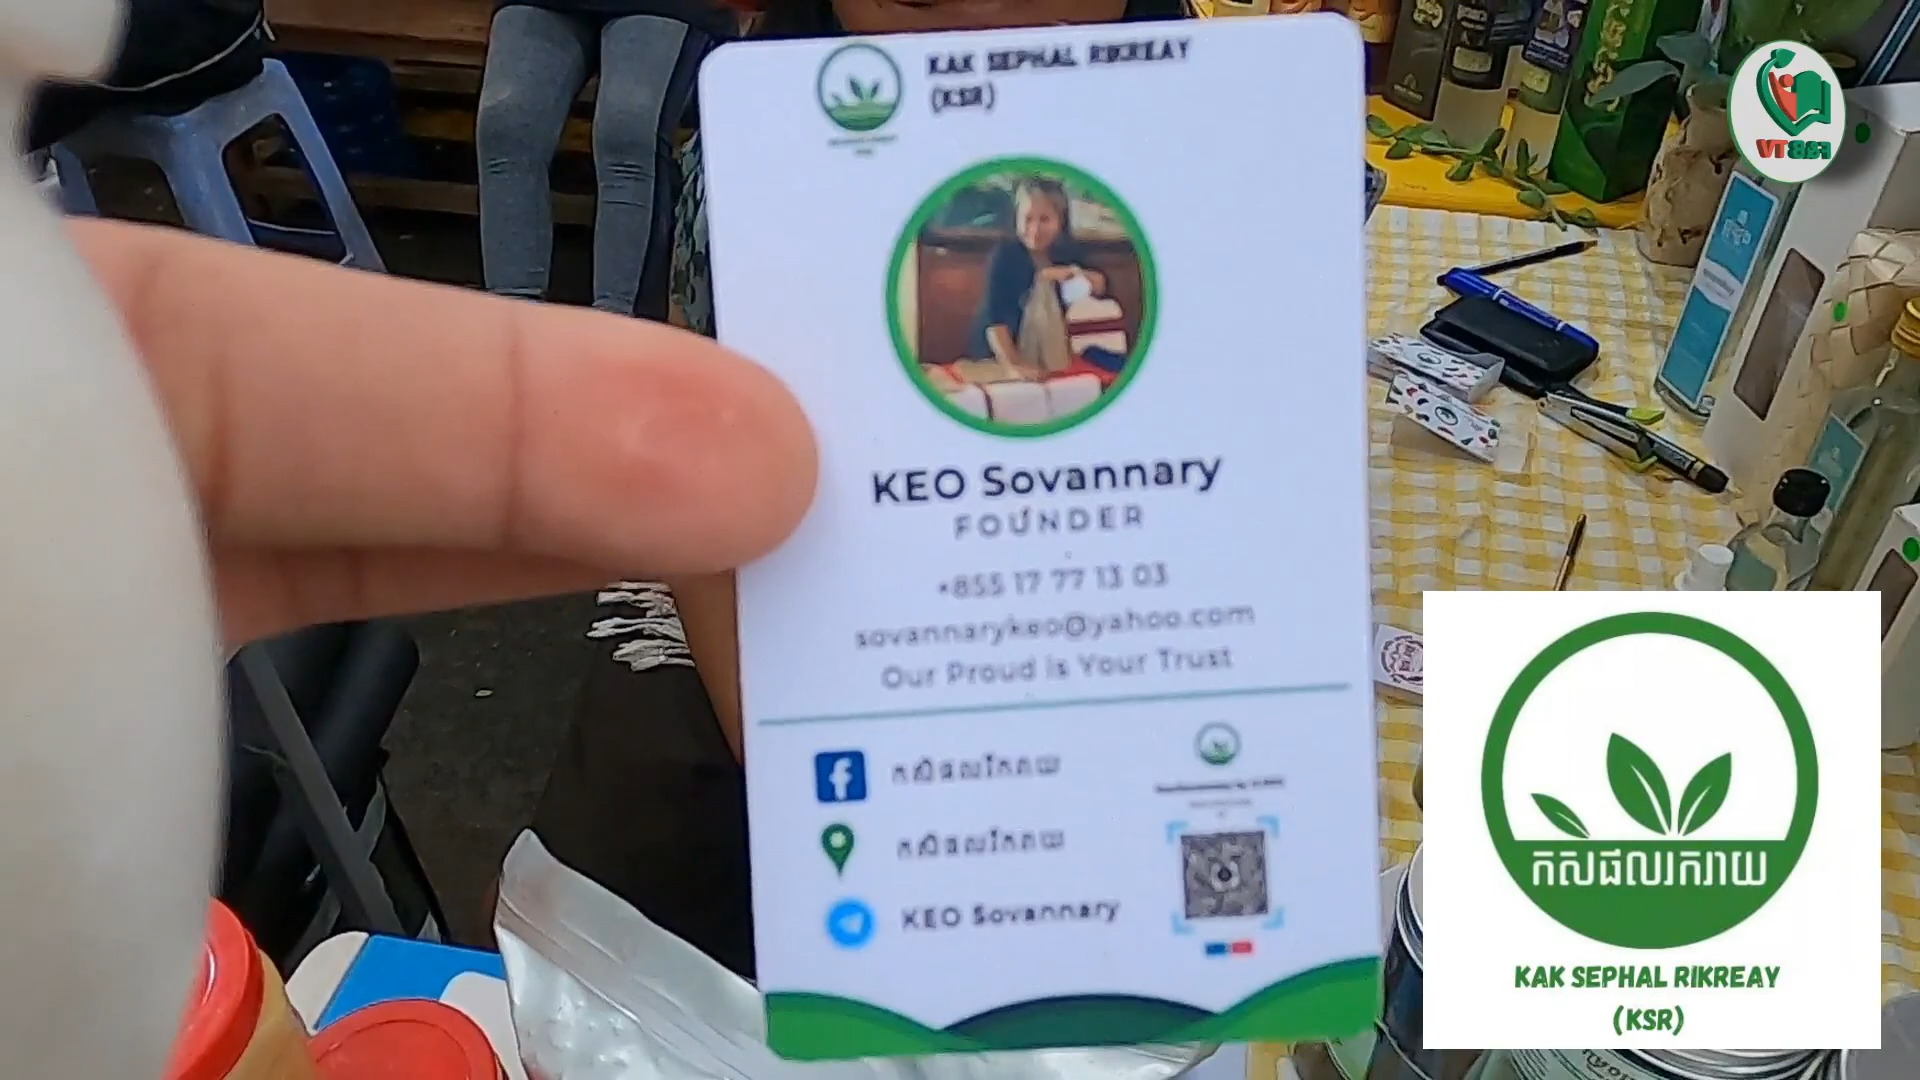 KAK SEPHAL RIKREAY
(KSR)
KEO Sovannary
FOUNDER
+855 17 77 13 03
sovannarykeo@yahoo.com
Our Proud is Your Trust
កសិផលរីករាយ
កសិផលរីករាយ
KEO Sovannary
F&BTV
កសផលរករាយ
KAK SEPHAL RIKREAY
(KSR)